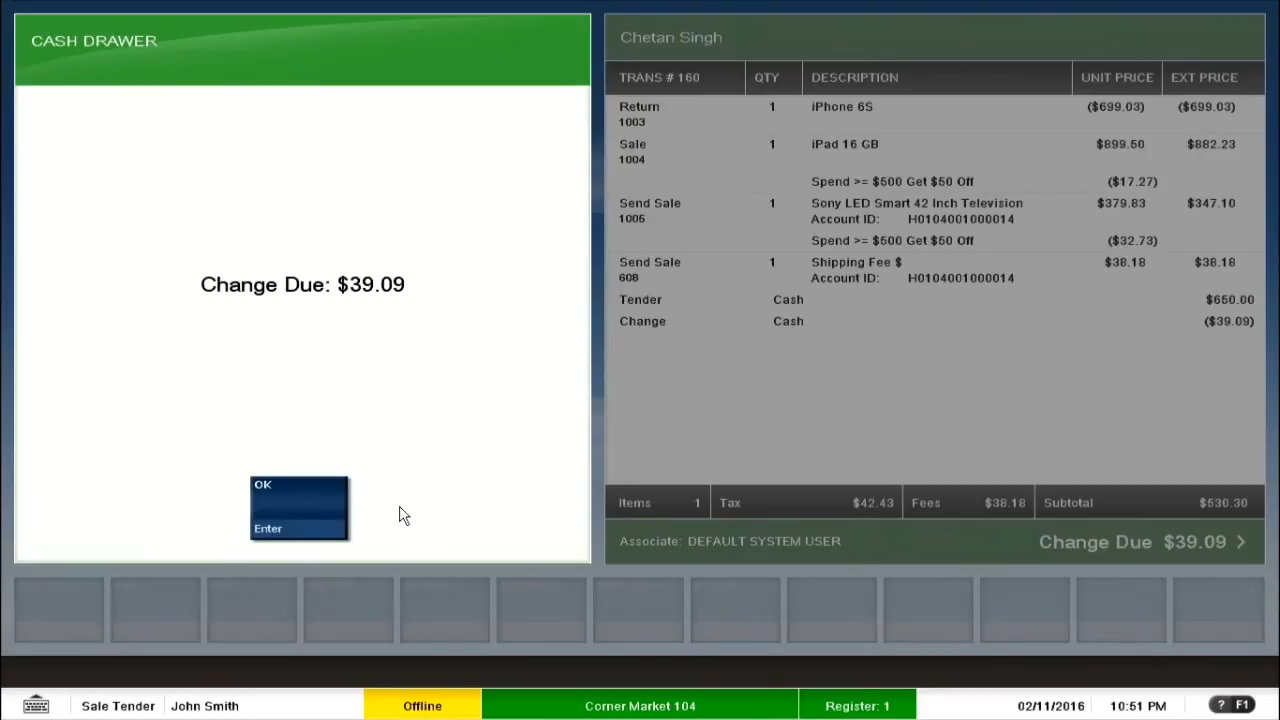 CASH DRAWER
Change Due: $39.09
OK
Enter
Chetan Singh
TRANS # 160 QTY DESCRIPTION UNIT PRICE EXT PRICE
Return 1 iPhone 6S ($699.03) ($699.03)
1003
Sale 1 iPad 16 GB $899.50 $882.23
1004
Spend >= $500 Get $50 Off ($17.27)
Send Sale 1 Sony LED Smart 42 Inch Television $379.83 $347.10
1005 Account ID: H0104001000014
Spend >= $500 Get $50 Off ($32.73)
Send Sale 1 Shipping Fee $ $38.18 $38.18
608 Account ID: H0104001000014
Tender Cash $650.00
Change Cash ($39.09)
Items 1 Tax $42.43 Fees $38.18 Subtotal $530.30
Associate: DEFAULT SYSTEM USER Change Due $39.09 >
Sale Tender John Smith Offline Corner Market 104 Register: 1 02/11/2016 10:51 PM ? F1